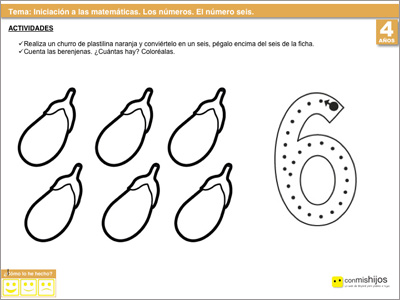 Tema: Iniciación a las matemáticas. Los números. El número seis.
4
AÑOS
ACTIVIDADES
✓Realiza un churro de plastilina naranja y conviértelo en un seis, pégalo encima del seis de la ficha.
✓Cuenta las berenjenas. ¿Cuántas hay? Coloréalas.
6
¿Cómo lo he hecho?
conmishijos